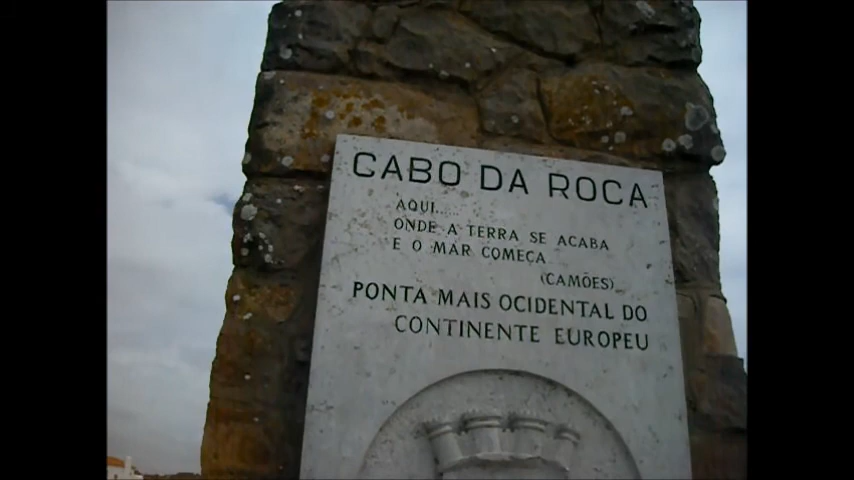 CABO DA ROCA
AQUI....
ONDE A TERRA SE ACABA
E O MAR COMEÇA
(CAMÕES)
PONTA MAIS OCIDENTAL DO
CONTINENTE EUROPEU